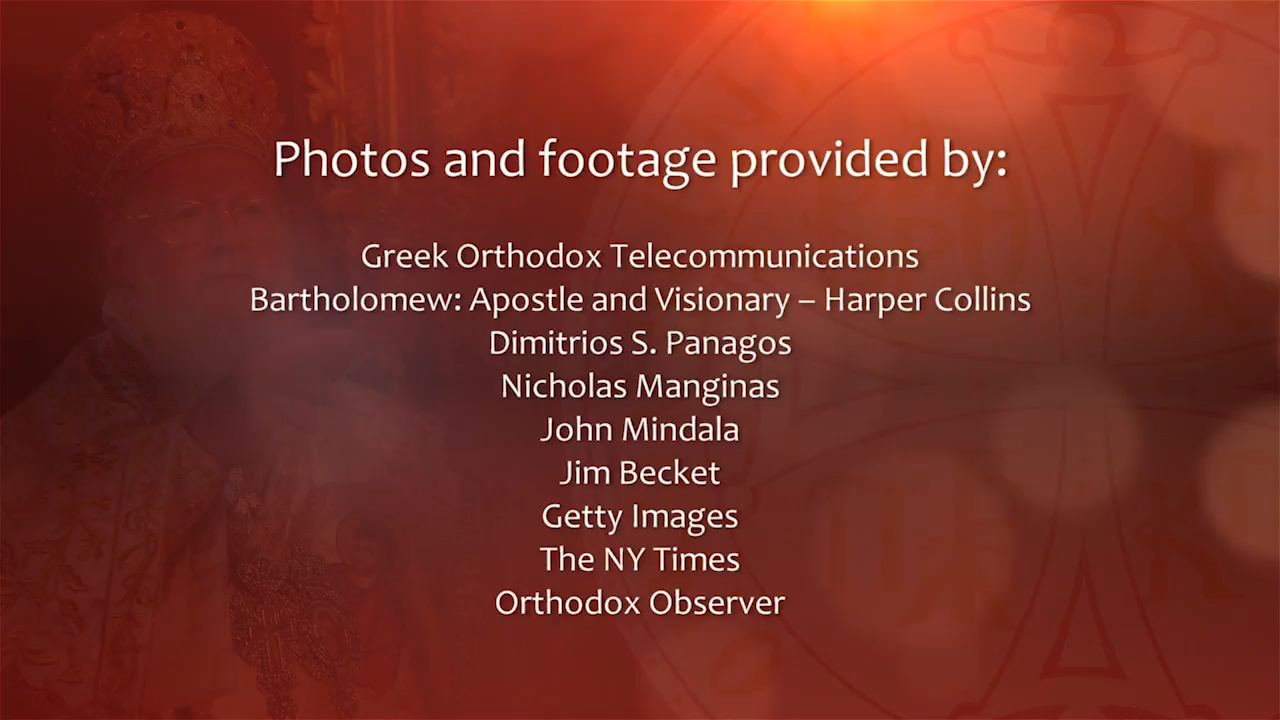 Photos and footage provided by:
Greek Orthodox Telecommunications
Bartholomew: Apostle and Visionary – Harper Collins
Dimitrios S. Panagos
Nicholas Manginas
John Mindala
Jim Becket
Getty Images
The NY Times
Orthodox Observer